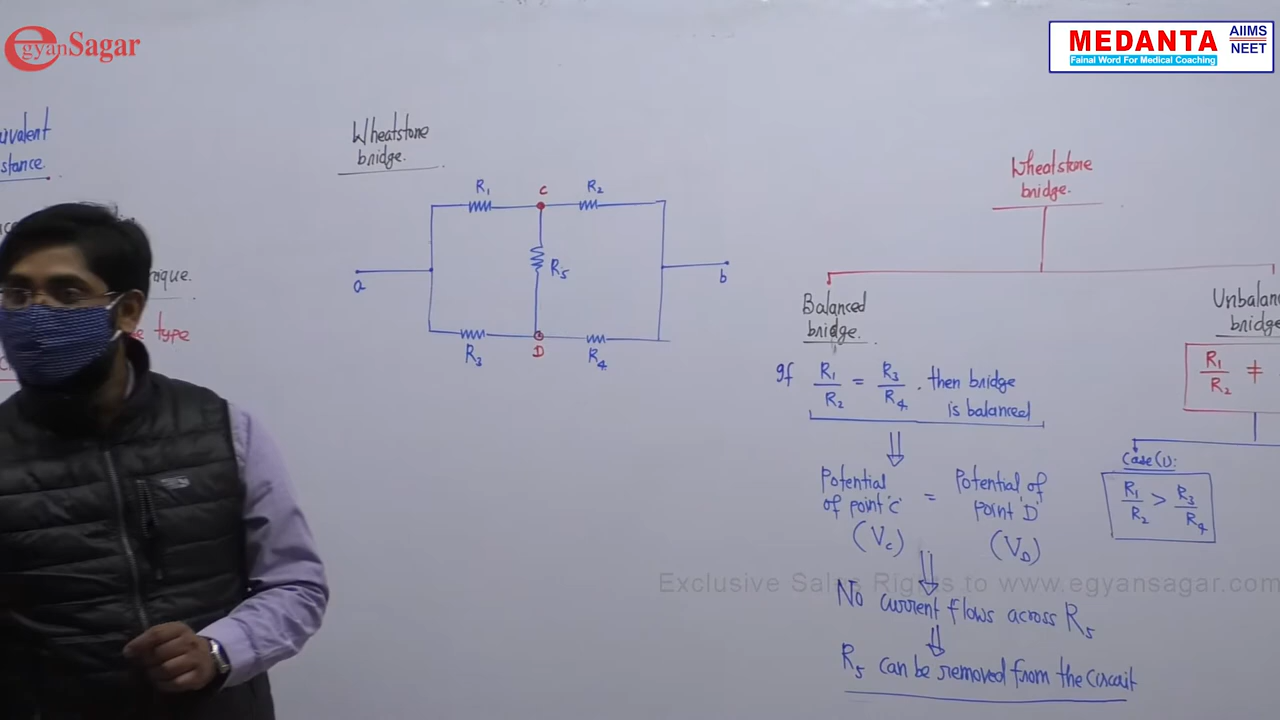 egyanSagar
MEDANTA
AIIMS
NEET
Fainal Word For Medical Coaching
stance.
Wheatstone
bridge.
R1
C
R2
a
R5
b
R3
D
R4
type
Wheatstone
bridge.
Balanced
bridge.
If R1/R2 = R3/R4 . then bridge
is balanced
Potential of point 'C' (Vc) = Potential of point 'D' (VD)
No current flows across R5
R5 can be removed from the circuit
R1/R2 ≠
Case(1):
R1/R2 > R3/R4
Exclusive Sales Rights to www.egyansagar.com